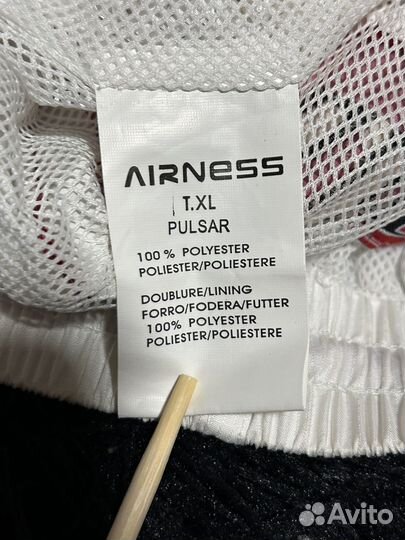 AIRNESS
T.XL
PULSAR
100 % POLYESTER
POLIESTER/POLIESTERE
DOUBLURE/LINING
FORRO/FODERA/FUTTER
100% POLYESTER
POLIESTER/POLIESTERE
Avito